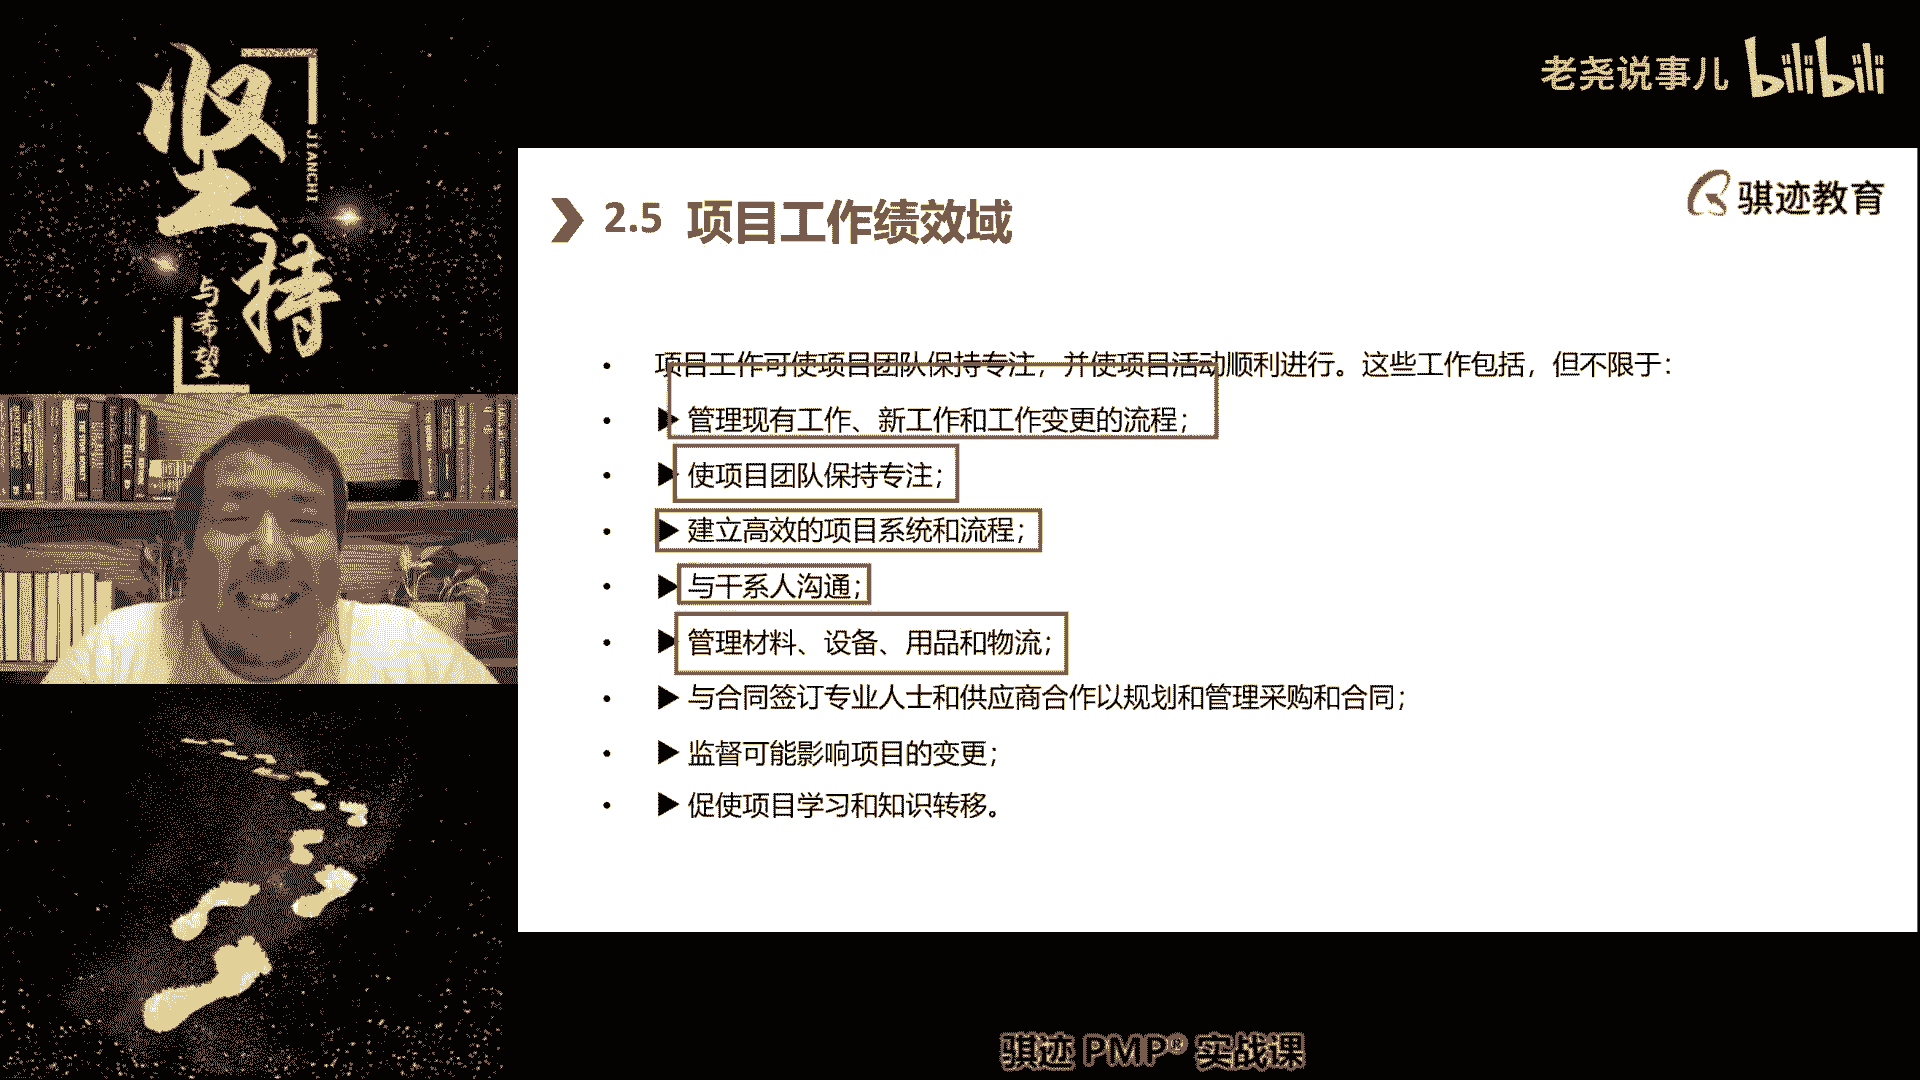 坚持
JIANCHI
与希望
老尧说事儿 bilibili
骐迹教育
2.5 项目工作绩效域
• 项目工作可使项目团队保持专注，并使项目活动顺利进行。这些工作包括，但不限于：
• ▶ 管理现有工作、新工作和工作变更的流程；
• ▶ 使项目团队保持专注；
• ▶ 建立高效的项目系统和流程；
• ▶ 与干系人沟通；
• ▶ 管理材料、设备、用品和物流；
• ▶ 与合同签订专业人士和供应商合作以规划和管理采购和合同；
• ▶ 监督可能影响项目的变更；
• ▶ 促使项目学习和知识转移。
骐迹 PMP® 实战课